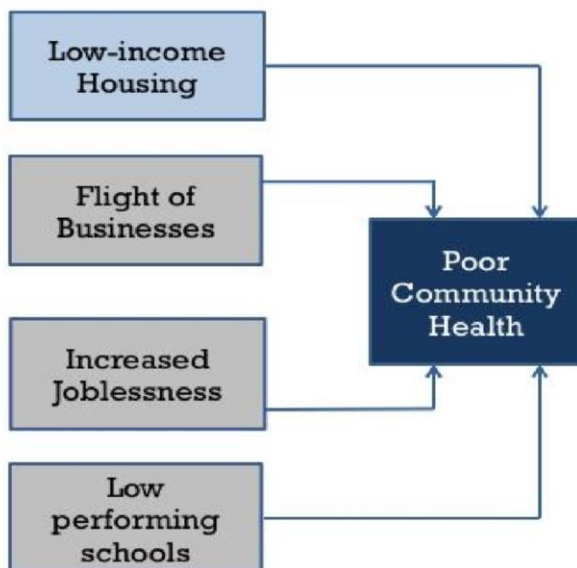 Low-income
Housing
Flight of
Businesses
Poor
Community
Health
Increased
Joblessness
Low
performing
schools